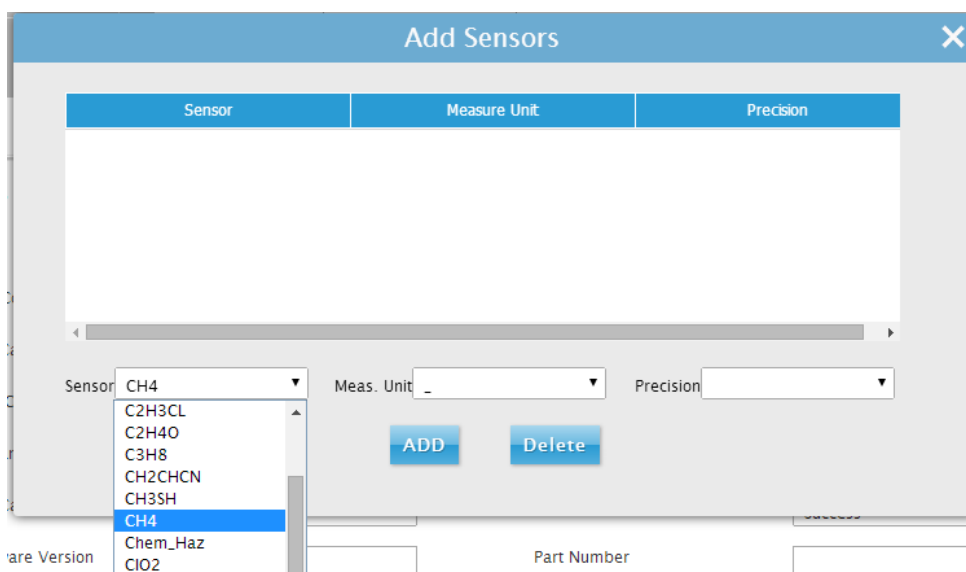 Add Sensors
Sensor Measure Unit Precision
Sensor CH4 Meas. Unit _ Precision
C2H3CL
C2H4O
C3H8
CH2CHCN
CH3SH
CH4
Chem_Haz
ClO2
ADD Delete
Version Part Number